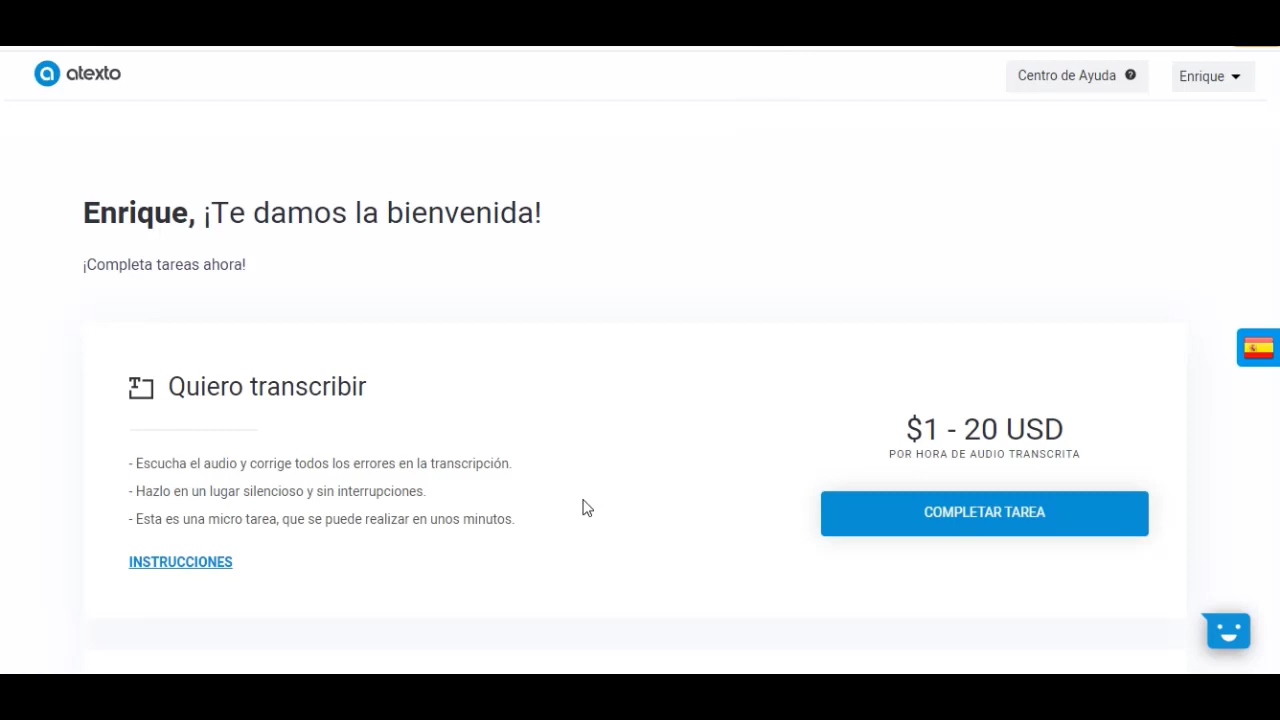 atexto
Centro de Ayuda ?
Enrique
Enrique, ¡Te damos la bienvenida!
¡Completa tareas ahora!
Quiero transcribir
- Escucha el audio y corrige todos los errores en la transcripción.
- Hazlo en un lugar silencioso y sin interrupciones.
- Esta es una micro tarea, que se puede realizar en unos minutos.
INSTRUCCIONES
$1 - 20 USD
POR HORA DE AUDIO TRANSCRITA
COMPLETAR TAREA